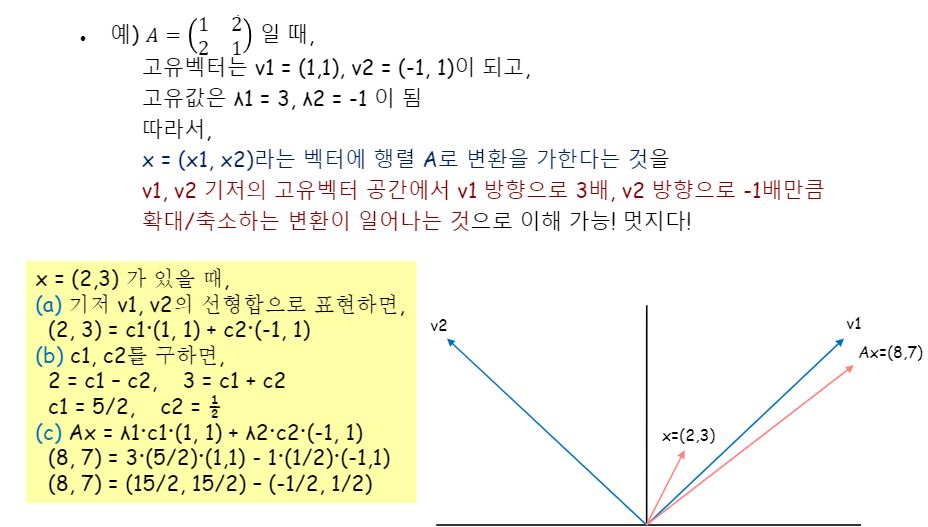 • 예) A = (1 2
2 1) 일 때,
고유벡터는 v1 = (1,1), v2 = (-1, 1)이 되고,
고유값은 λ1 = 3, λ2 = -1 이 됨
따라서,
x = (x1, x2)라는 벡터에 행렬 A로 변환을 가한다는 것을
v1, v2 기저의 고유벡터 공간에서 v1 방향으로 3배, v2 방향으로 -1배만큼
확대/축소하는 변환이 일어나는 것으로 이해 가능! 멋지다!
x = (2,3) 가 있을 때,
(a) 기저 v1, v2의 선형합으로 표현하면,
(2, 3) = c1·(1, 1) + c2·(-1, 1)
(b) c1, c2를 구하면,
2 = c1 – c2, 3 = c1 + c2
c1 = 5/2, c2 = ½
(c) Ax = λ1·c1·(1, 1) + λ2·c2·(-1, 1)
(8, 7) = 3·(5/2)·(1,1) - 1·(1/2)·(-1,1)
(8, 7) = (15/2, 15/2) – (-1/2, 1/2)
v2
v1
Ax=(8,7)
x=(2,3)